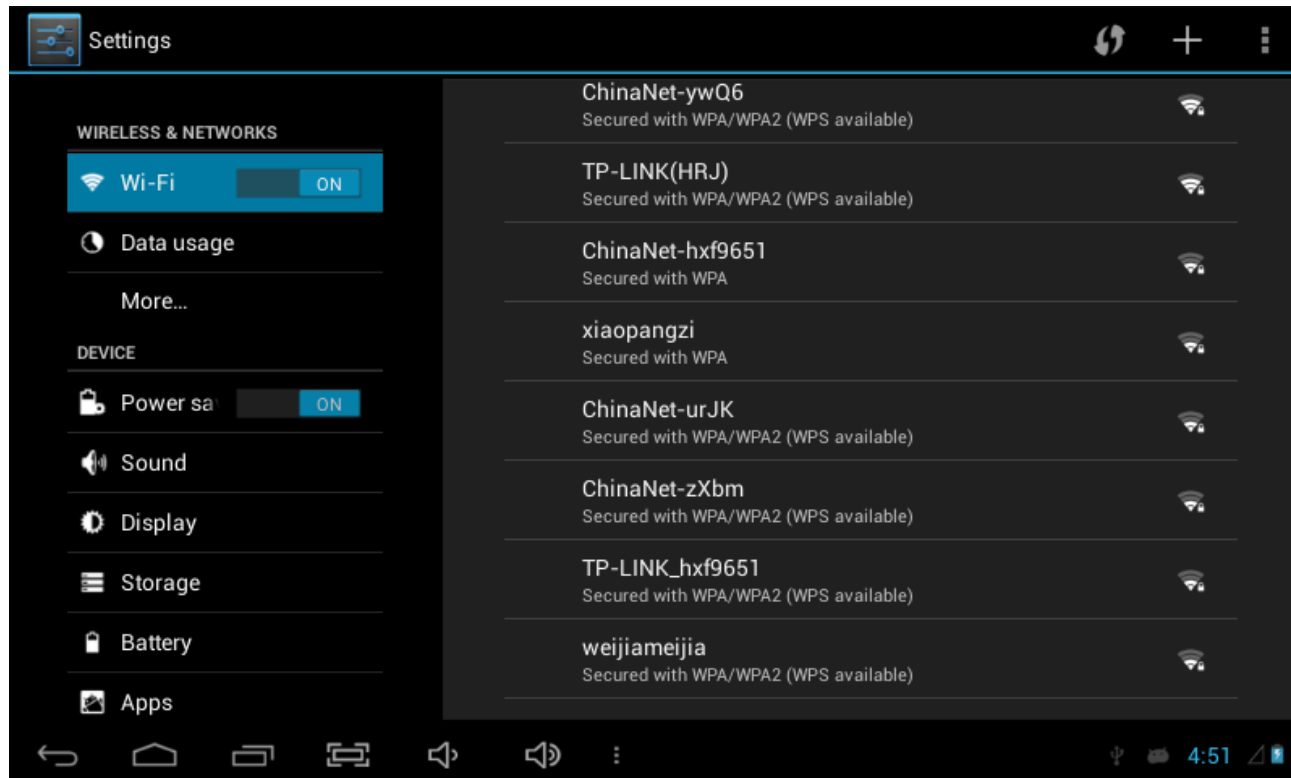 Settings
WIRELESS & NETWORKS
Wi-Fi ON
Data usage
More...
DEVICE
Power sa ON
Sound
Display
Storage
Battery
Apps
ChinaNet-ywQ6
Secured with WPA/WPA2 (WPS available)
TP-LINK(HRJ)
Secured with WPA/WPA2 (WPS available)
ChinaNet-hxf9651
Secured with WPA
xiaopangzi
Secured with WPA
ChinaNet-urJK
Secured with WPA/WPA2 (WPS available)
ChinaNet-zXbm
Secured with WPA/WPA2 (WPS available)
TP-LINK_hxf9651
Secured with WPA/WPA2 (WPS available)
weijiameijia
Secured with WPA/WPA2 (WPS available)
4:51